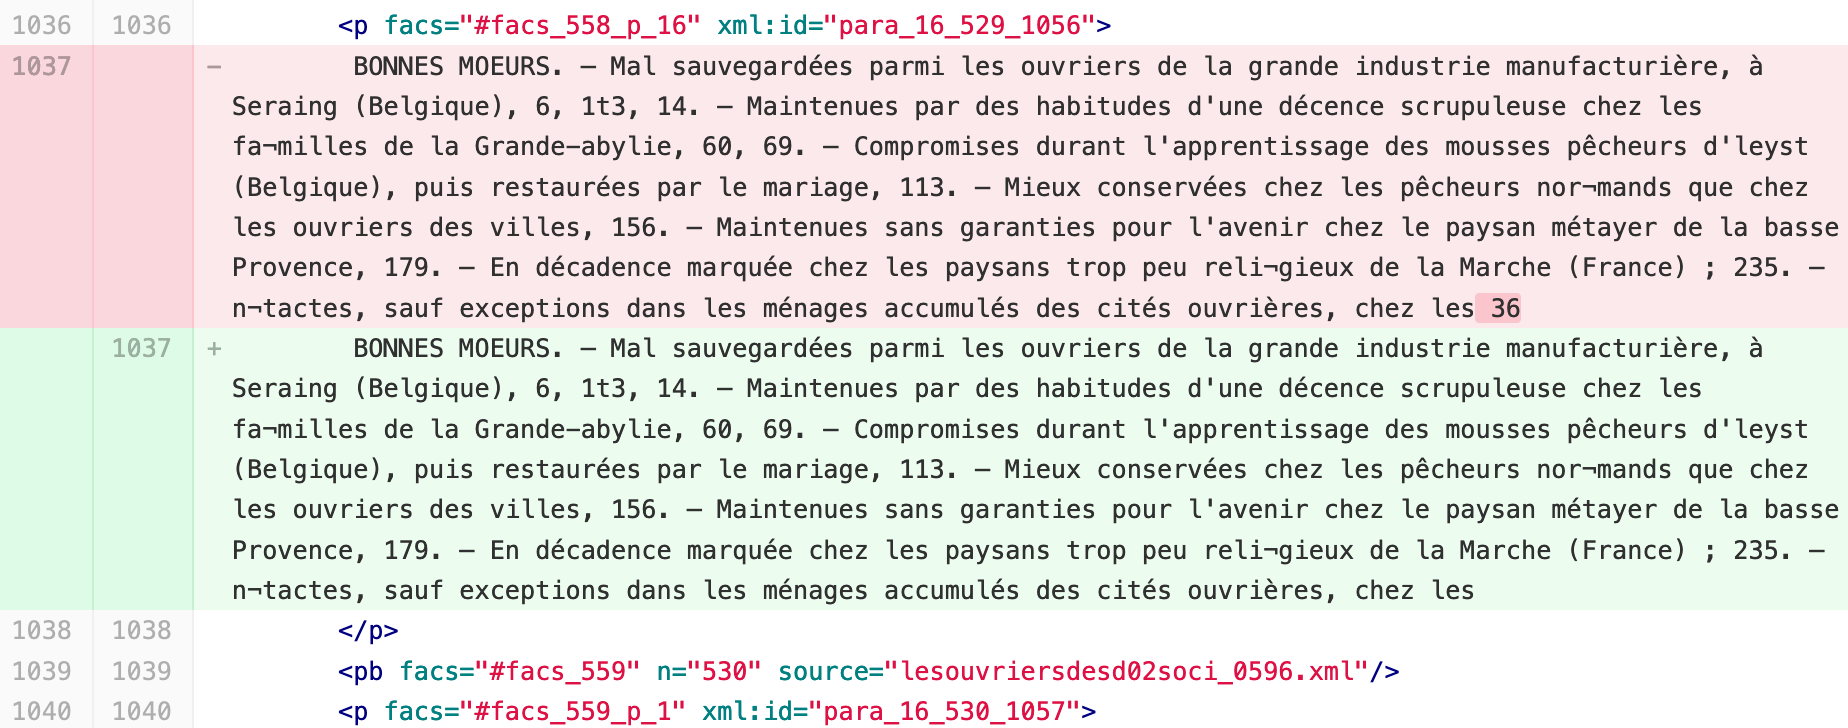 1036 1036 <p facs="#facs_558_p_16" xml:id="para_16_529_1056">
1037 – BONNES MOEURS. — Mal sauvegardées parmi les ouvriers de la grande industrie manufacturière, à
Seraing (Belgique), 6, 1t3, 14. — Maintenues par des habitudes d'une décence scrupuleuse chez les
fa¬milles de la Grande-abylie, 60, 69. — Compromises durant l'apprentissage des mousses pêcheurs d'leyst
(Belgique), puis restaurées par le mariage, 113. — Mieux conservées chez les pêcheurs nor¬mands que chez
les ouvriers des villes, 156. — Maintenues sans garanties pour l'avenir chez le paysan métayer de la basse
Provence, 179. — En décadence marquée chez les paysans trop peu reli¬gieux de la Marche (France) ; 235. —
n¬tactes, sauf exceptions dans les ménages accumulés des cités ouvrières, chez les 36
1037 + BONNES MOEURS. — Mal sauvegardées parmi les ouvriers de la grande industrie manufacturière, à
Seraing (Belgique), 6, 1t3, 14. — Maintenues par des habitudes d'une décence scrupuleuse chez les
fa¬milles de la Grande-abylie, 60, 69. — Compromises durant l'apprentissage des mousses pêcheurs d'leyst
(Belgique), puis restaurées par le mariage, 113. — Mieux conservées chez les pêcheurs nor¬mands que chez
les ouvriers des villes, 156. — Maintenues sans garanties pour l'avenir chez le paysan métayer de la basse
Provence, 179. — En décadence marquée chez les paysans trop peu reli¬gieux de la Marche (France) ; 235. —
n¬tactes, sauf exceptions dans les ménages accumulés des cités ouvrières, chez les
1038 1038 </p>
1039 1039 <pb facs="#facs_559" n="530" source="lesouvriersdesd02soci_0596.xml"/>
1040 1040 <p facs="#facs_559_p_1" xml:id="para_16_530_1057">